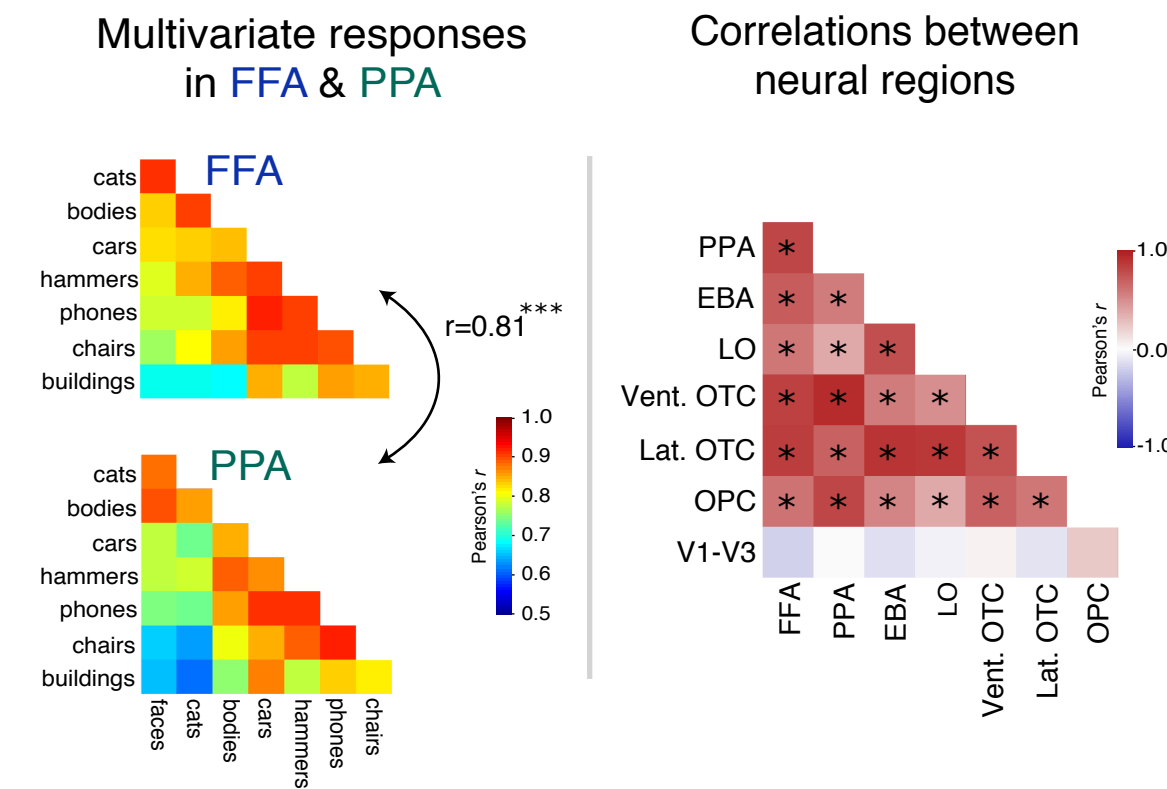 Multivariate responses
in FFA & PPA
FFA
cats
bodies
cars
hammers
phones
chairs
buildings
r=0.81***
PPA
cats
bodies
cars
hammers
phones
chairs
buildings
faces
cats
bodies
cars
hammers
phones
chairs
1.0
0.9
0.8
0.7
0.6
0.5
Pearson's r
Correlations between
neural regions
PPA *
EBA * *
LO * * *
Vent. OTC * * * *
Lat. OTC * * * * *
OPC * * * * * *
V1-V3
FFA
PPA
EBA
LO
Vent. OTC
Lat. OTC
OPC
1.0
0.0
-1.0
Pearson's r